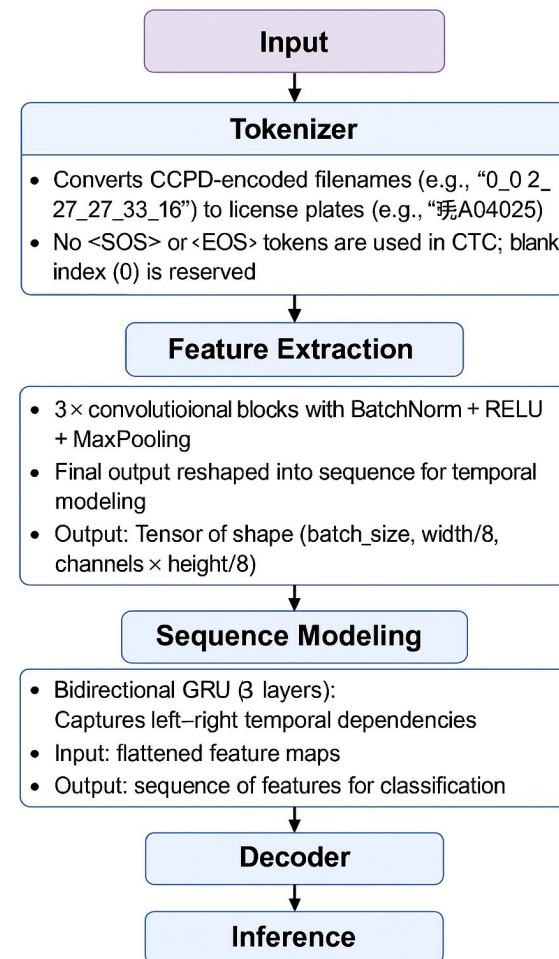 Input
Tokenizer
• Converts CCPD-encoded filenames (e.g., “0_0 2_
27_27_33_16”) to license plates (e.g., “A04025)
• No <SOS> or <EOS> tokens are used in CTC; blank
index (0) is reserved
Feature Extraction
• 3 × convolutioional blocks with BatchNorm + RELU
+ MaxPooling
• Final output reshaped into sequence for temporal
modeling
• Output: Tensor of shape (batch_size, width/8,
channels × height/8)
Sequence Modeling
• Bidirectional GRU (3 layers):
Captures left–right temporal dependencies
• Input: flattened feature maps
• Output: sequence of features for classification
Decoder
Inference